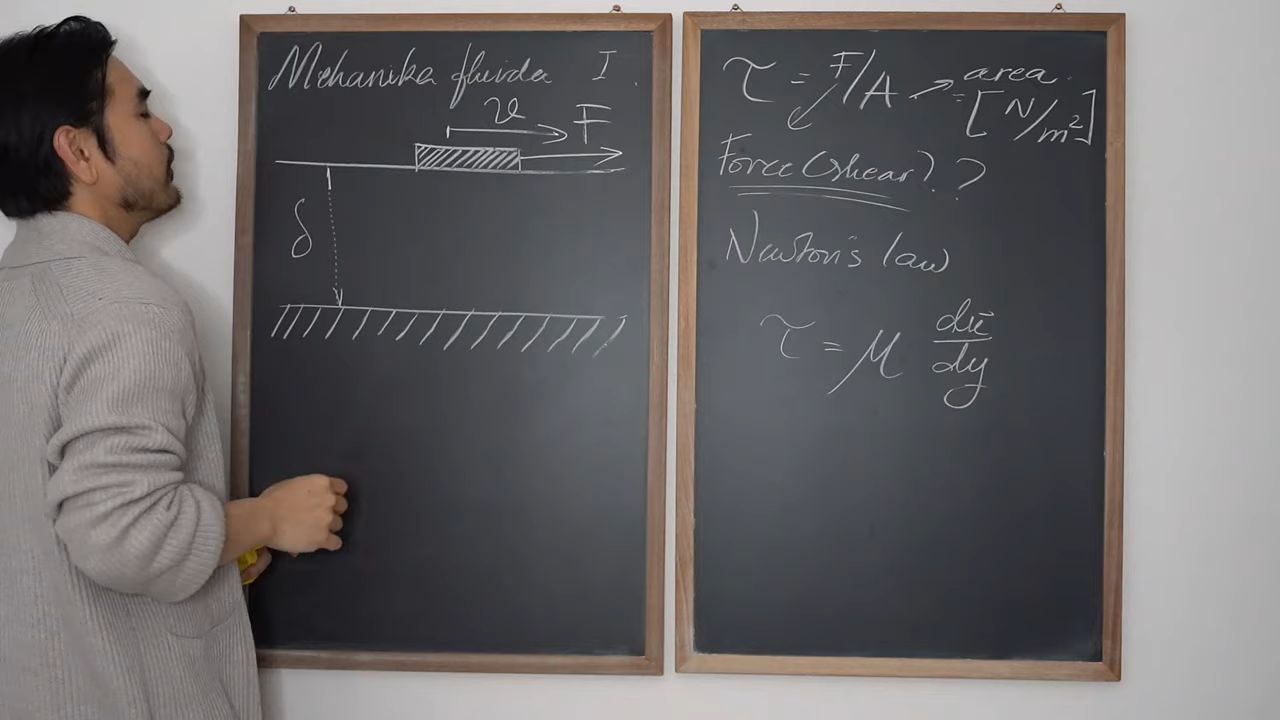 Mehanika fluida I.
v F
δ
τ = F/A → area.
= [N/m²]
Force (shear) ?
Newton's law
τ = μ du/dy